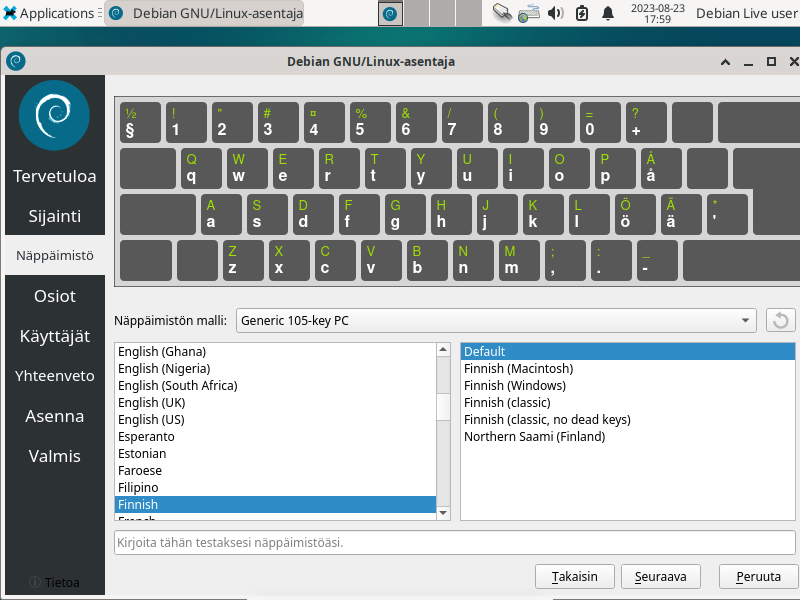 Applications
Debian GNU/Linux-asentaja
2023-08-23
17:59
Debian Live user
Debian GNU/Linux-asentaja
Tervetuloa
Sijainti
Näppäimistö
Osiot
Käyttäjät
Yhteenveto
Asenna
Valmis
Tietoa
½ ! " # ¤ % & / ( ) = ?
§ 1 2 3 4 5 6 7 8 9 0 +
Q W E R T Y U I O P Å
q w e r t y u i o p å
A S D F G H J K L Ö Ä *
a s d f g h j k l ö ä '
Z X C V B N M ; : _
z x c v b n m , . -
Näppäimistön malli: Generic 105-key PC
English (Ghana)
English (Nigeria)
English (South Africa)
English (UK)
English (US)
Esperanto
Estonian
Faroese
Filipino
Finnish
French
Default
Finnish (Macintosh)
Finnish (Windows)
Finnish (classic)
Finnish (classic, no dead keys)
Northern Saami (Finland)
Kirjoita tähän testaksesi näppäimistöäsi.
Takaisin Seuraava Peruuta